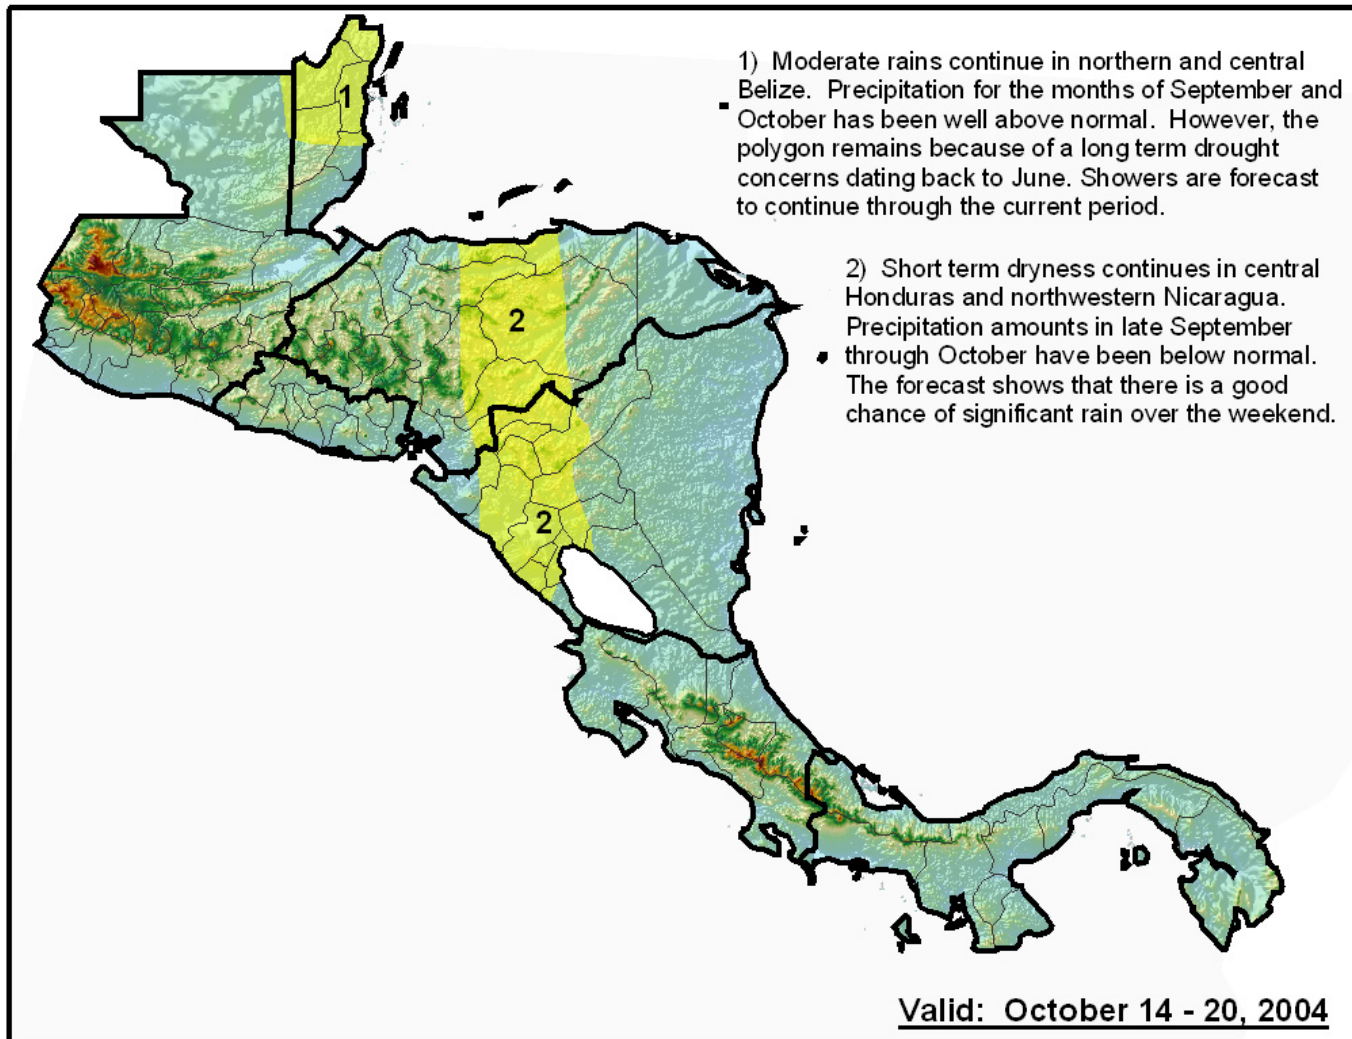 1) Moderate rains continue in northern and central
Belize. Precipitation for the months of September and
October has been well above normal. However, the
polygon remains because of a long term drought
concerns dating back to June. Showers are forecast
to continue through the current period.
2) Short term dryness continues in central
Honduras and northwestern Nicaragua.
Precipitation amounts in late September
through October have been below normal.
The forecast shows that there is a good
chance of significant rain over the weekend.
1
2
2
Valid: October 14 - 20, 2004